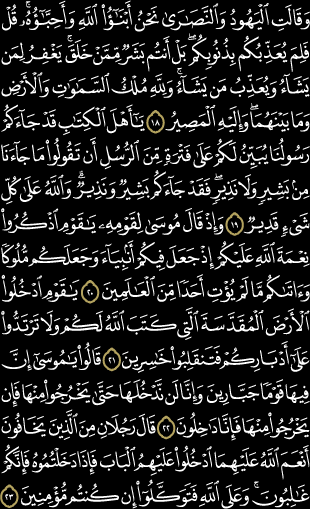 وَقَالَتِ ٱلْيَهُودُ وَٱلنَّصَـٰرَىٰ نَحْنُ أَبْنَـٰٓؤُا۟ ٱللَّهِ وَأَحِبَّـٰٓؤُهُۥ ۚ قُلْ
فَلِمَ يُعَذِّبُكُم بِذُنُوبِكُم ۖ بَلْ أَنتُم بَشَرٌ مِّمَّنْ خَلَقَ ۚ يَغْفِرُ لِمَن
يَشَآءُ وَيُعَذِّبُ مَن يَشَآءُ ۚ وَلِلَّهِ مُلْكُ ٱلسَّمَـٰوَٰتِ وَٱلْأَرْضِ
وَمَا بَيْنَهُمَا ۖ وَإِلَيْهِ ٱلْمَصِيرُ ١٨ يَـٰٓأَهْلَ ٱلْكِتَـٰبِ قَدْ جَآءَكُمْ
رَسُولُنَا يُبَيِّنُ لَكُمْ عَلَىٰ فَتْرَةٍ مِّنَ ٱلرُّسُلِ أَن تَقُولُوا۟ مَا جَآءَنَا
مِنۢ بَشِيرٍ وَلَا نَذِيرٍ ۖ فَقَدْ جَآءَكُم بَشِيرٌ وَنَذِيرٌ ۗ وَٱللَّهُ عَلَىٰ كُلِّ
شَىْءٍ قَدِيرٌ ١٩ وَإِذْ قَالَ مُوسَىٰ لِقَوْمِهِۦ يَـٰقَوْمِ ٱذْكُرُوا۟
نِعْمَةَ ٱللَّهِ عَلَيْكُمْ إِذْ جَعَلَ فِيكُمْ أَنۢبِيَآءَ وَجَعَلَكُم مُّلُوكًا
وَءَاتَىٰكُم مَّا لَمْ يُؤْتِ أَحَدًا مِّنَ ٱلْعَـٰلَمِينَ ٢٠ يَـٰقَوْمِ ٱدْخُلُوا۟
ٱلْأَرْضَ ٱلْمُقَدَّسَةَ ٱلَّتِى كَتَبَ ٱللَّهُ لَكُمْ وَلَا تَرْتَدُّوا۟
عَلَىٰٓ أَدْبَارِكُمْ فَتَنقَلِبُوا۟ خَـٰسِرِينَ ٢١ قَالُوا۟ يَـٰمُوسَىٰٓ إِنَّ
فِيهَا قَوْمًا جَبَّارِينَ وَإِنَّا لَن نَّدْخُلَهَا حَتَّىٰ يَخْرُجُوا۟ مِنْهَا فَإِن
يَخْرُجُوا۟ مِنْهَا فَإِنَّا دَٰخِلُونَ ٢٢ قَالَ رَجُلَانِ مِنَ ٱلَّذِينَ يَخَافُونَ
أَنْعَمَ ٱللَّهُ عَلَيْهِمَا ٱدْخُلُوا۟ عَلَيْهِمُ ٱلْبَابَ فَإِذَا دَخَلْتُمُوهُ فَإِنَّكُمْ
غَـٰلِبُونَ ۚ وَعَلَى ٱللَّهِ فَتَوَكَّلُوٓا۟ إِن كُنتُم مُّؤْمِنِينَ ٢٣